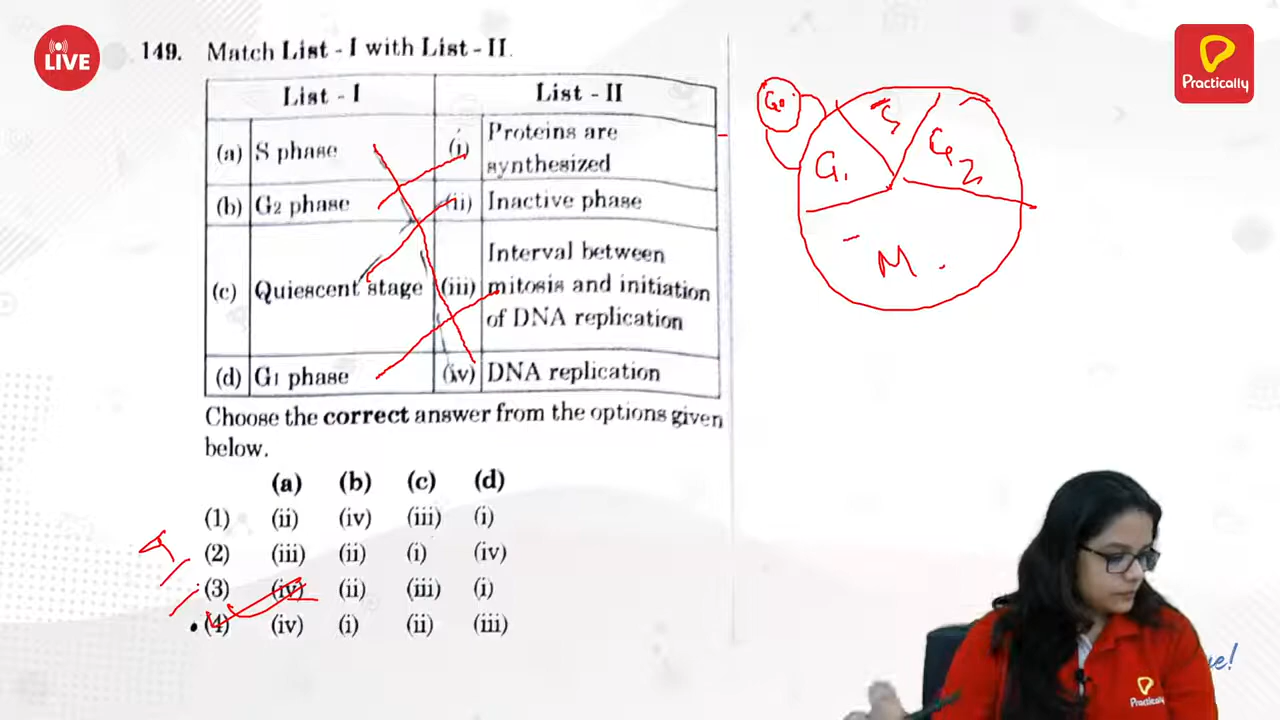 LIVE
149. Match List - I with List - II.
List - I List - II
(a) S phase (i) Proteins are
synthesized
(b) G2 phase (ii) Inactive phase
(c) Quiescent stage (iii) Interval between
mitosis and initiation
of DNA replication
(d) G1 phase (iv) DNA replication
Choose the correct answer from the options given
below.
(a) (b) (c) (d)
(1) (ii) (iv) (iii) (i)
(2) (iii) (ii) (i) (iv)
(3) (iv) (ii) (iii) (i)
(4) (iv) (i) (ii) (iii)
G0
G1
S
G2
M
Practically
Practically